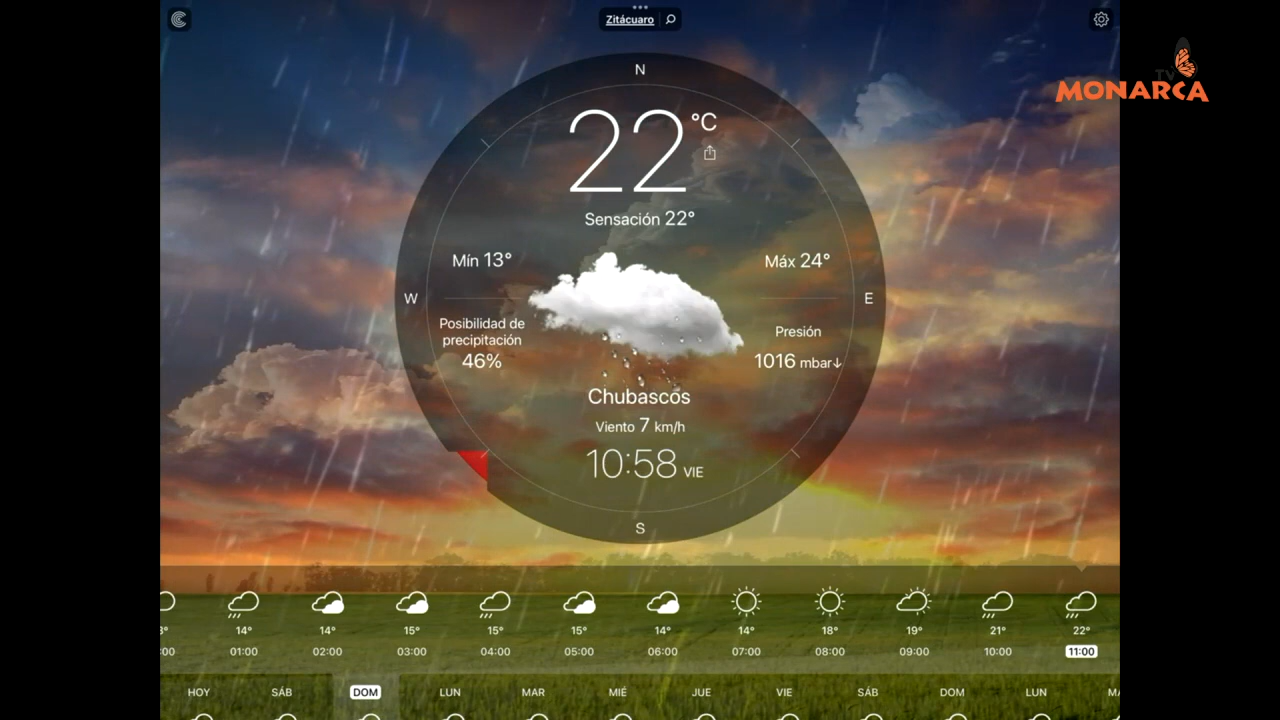 Zitácuaro
TV
MONARCA
N
22 °C
Sensación 22°
Mín 13°
Máx 24°
W
E
Posibilidad de
precipitación
46%
Presión
1016 mbar↓
Chubascos
Viento 7 km/h
10:58 VIE
S
3° 14° 14° 15° 15° 15° 14° 14° 18° 19° 21° 22°
:00 01:00 02:00 03:00 04:00 05:00 06:00 07:00 08:00 09:00 10:00 11:00
HOY SÁB DOM LUN MAR MIÉ JUE VIE SÁB DOM LUN MA